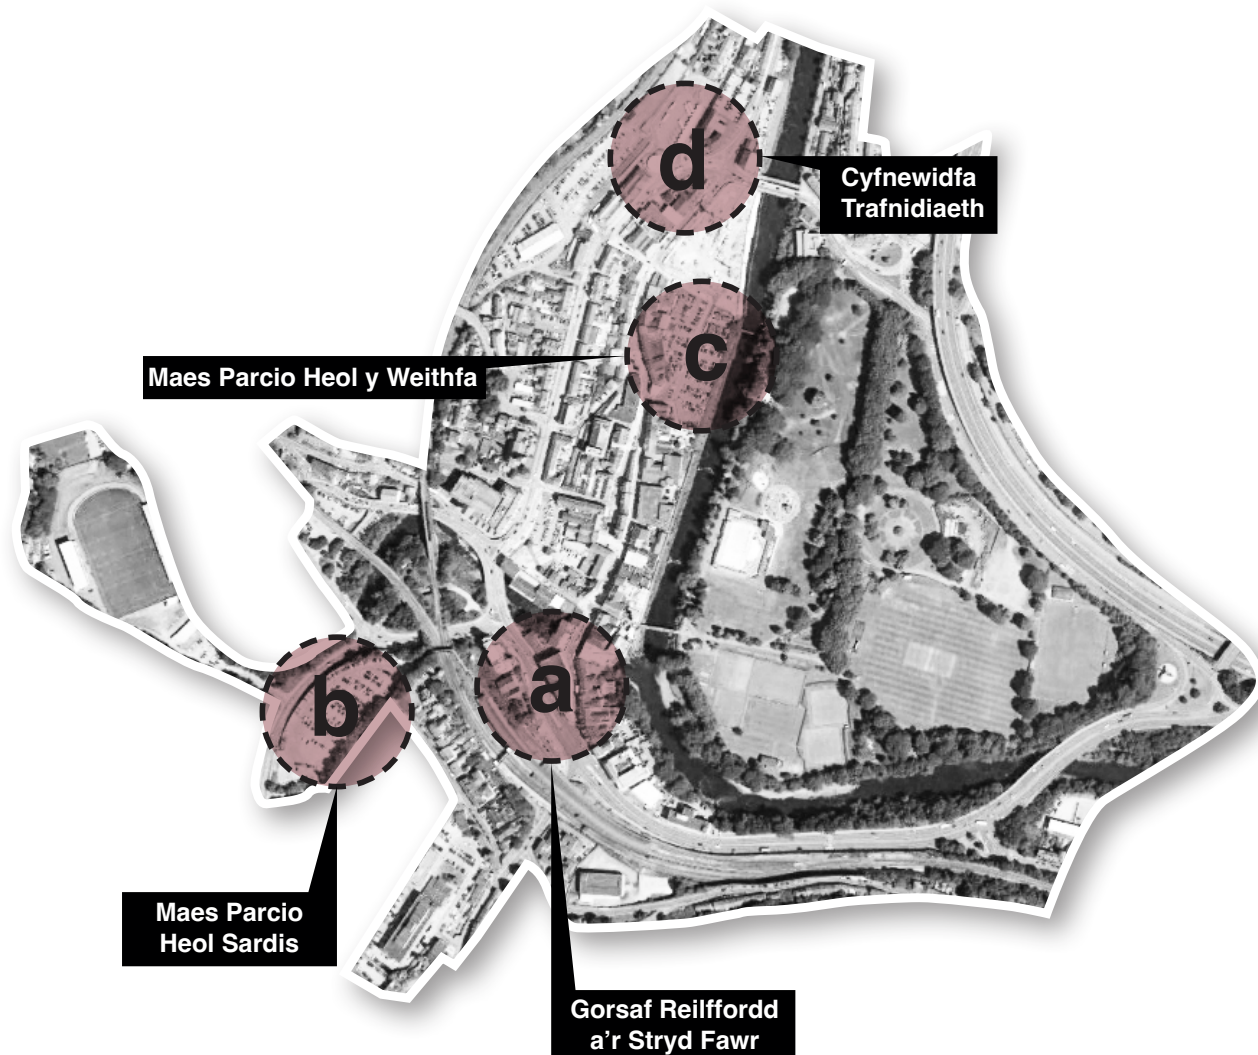 d
Cyfnewidfa
Trafnidiaeth
c
Maes Parcio Heol y Weithfa
a
b
Maes Parcio
Heol Sardis
Gorsaf Reilffordd
a'r Stryd Fawr